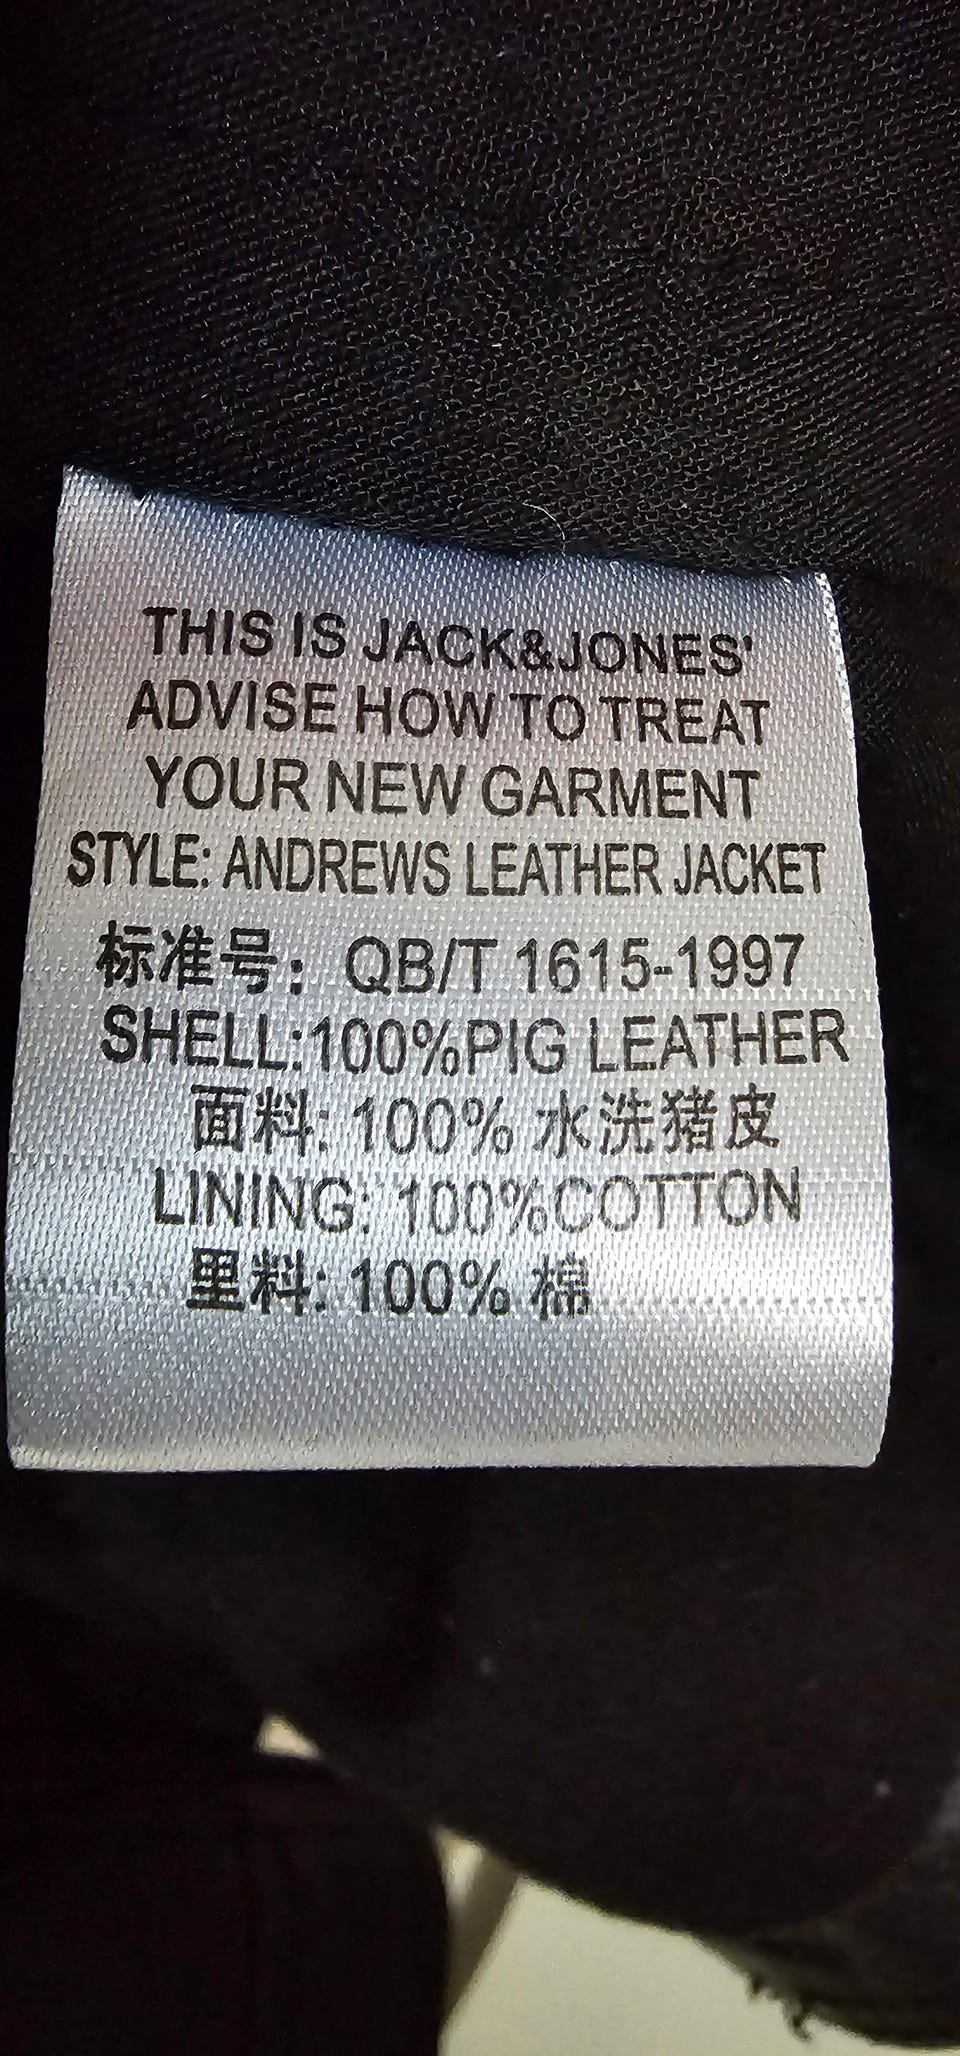 THIS IS JACK&JONES'
ADVISE HOW TO TREAT
YOUR NEW GARMENT
STYLE: ANDREWS LEATHER JACKET
标准号：QB/T 1615-1997
SHELL:100%PIG LEATHER
面料: 100% 水洗猪皮
LINING: 100%COTTON
里料: 100% 棉